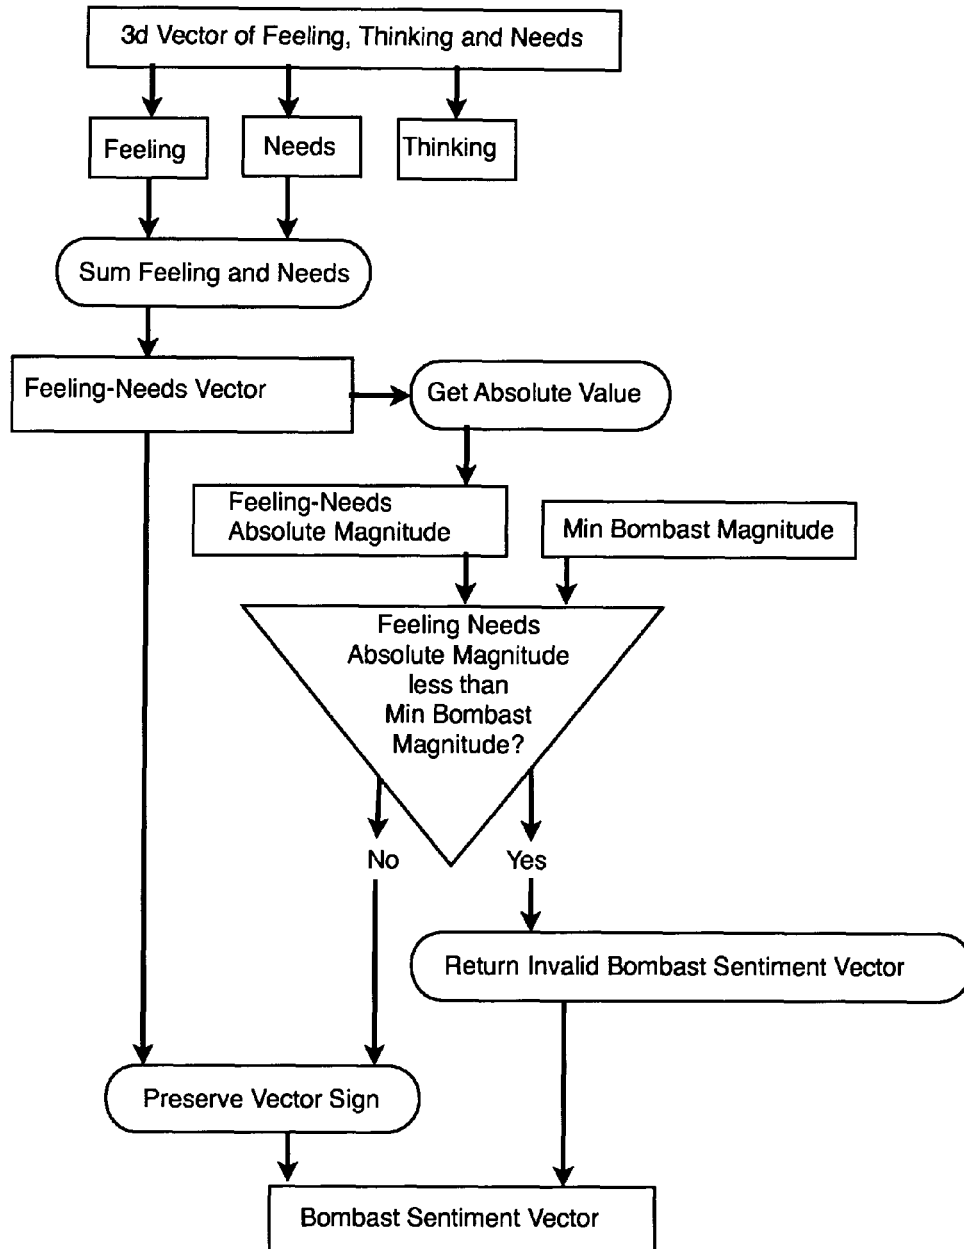 3d Vector of Feeling, Thinking and Needs
Feeling
Needs
Thinking
Sum Feeling and Needs
Feeling-Needs Vector
Get Absolute Value
Feeling-Needs
Absolute Magnitude
Min Bombast Magnitude
Feeling Needs
Absolute Magnitude
less than
Min Bombast
Magnitude?
No
Yes
Return Invalid Bombast Sentiment Vector
Preserve Vector Sign
Bombast Sentiment Vector